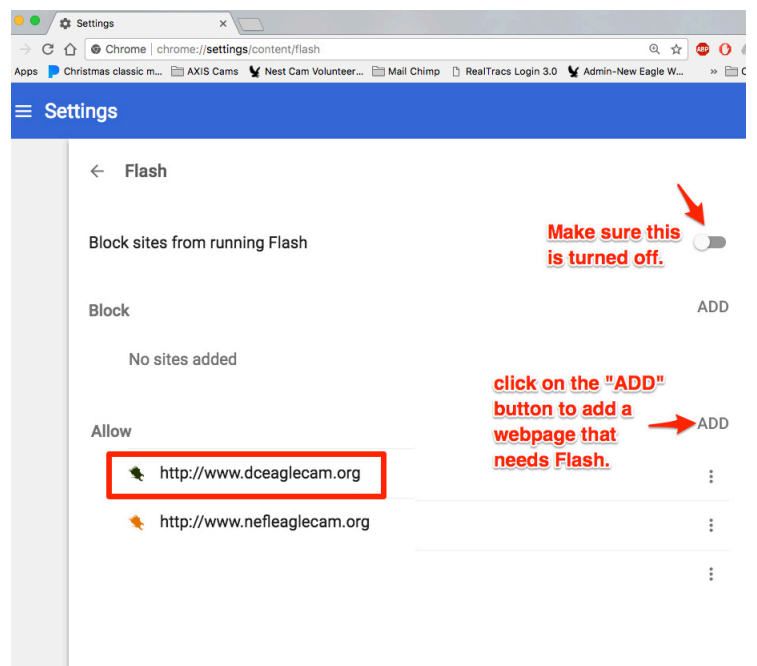 Settings
Chrome | chrome://settings/content/flash
ABP
Apps Christmas classic m... AXIS Cams Nest Cam Volunteer... Mail Chimp RealTracs Login 3.0 Admin-New Eagle W... »
Settings
Flash
Block sites from running Flash
Make sure this
is turned off.
Block
ADD
No sites added
click on the "ADD"
button to add a
webpage that
needs Flash.
Allow
ADD
http://www.dceaglecam.org
http://www.nefleaglecam.org